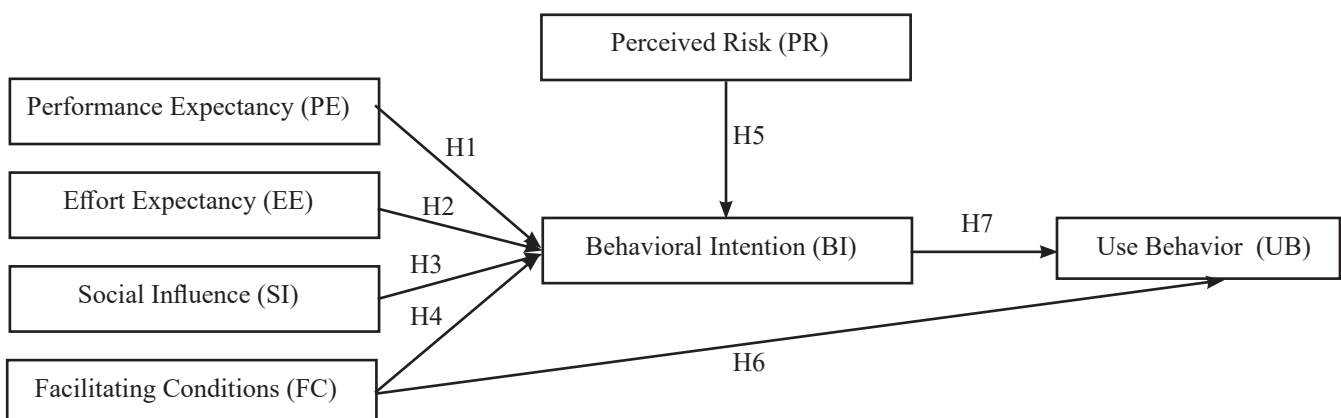 Perceived Risk (PR)
Performance Expectancy (PE)
H1
H5
Effort Expectancy (EE)
H2
Behavioral Intention (BI)
H7
Use Behavior (UB)
H3
Social Influence (SI)
H4
H6
Facilitating Conditions (FC)